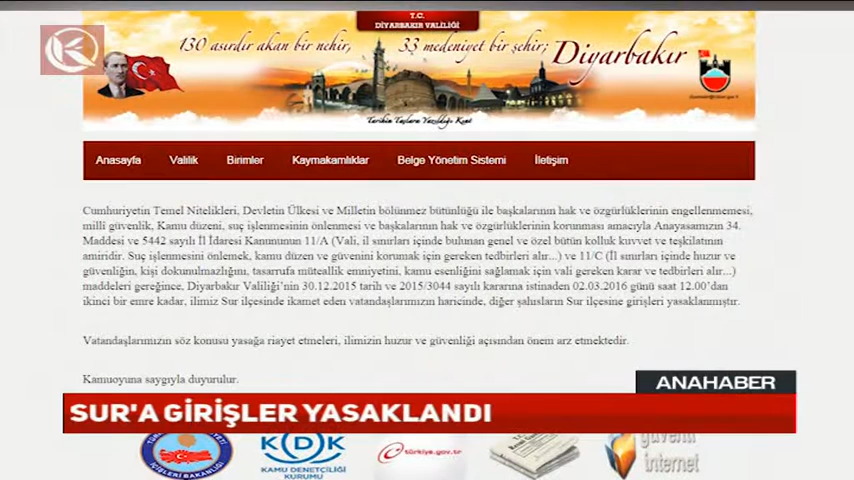 T.C.
DİYARBAKIR VALİLİĞİ
130 asırdır akan bir nehir, 33 medeniyet bir şehir; Diyarbakır
Tarihin Taşlara Yazıldığı Kent
Anasayfa Valilik Birimler Kaymakamlıklar Belge Yönetim Sistemi İletişim
Cumhuriyetin Temel Nitelikleri, Devletin Ülkesi ve Milletin bölünmez bütünlüğü ile başkalarının hak ve özgürlüklerinin engellenmemesi,
milli güvenlik, Kamu düzeni, suç işlenmesinin önlenmesi ve başkalarının hak ve özgürlüklerinin korunması amacıyla Anayasamızın 34.
Maddesi ve 5442 sayılı İl İdaresi Kanununun 11/A (Vali, il sınırları içinde bulunan genel ve özel bütün kolluk kuvvet ve teşkilatının
amiridir. Suç işlenmesini önlemek, kamu düzen ve güvenini korumak için gereken tedbirleri alır...) ve 11/C (İl sınırları içinde huzur ve
güvenliğin, kişi dokunulmazlığını, tasarrufa müteallik emniyetini, kamu esenliğini sağlamak için vali gereken karar ve tedbirleri alır...)
maddeleri gereğince, Diyarbakır Valiliği'nin 30.12.2015 tarih ve 2015/3044 sayılı kararına istinaden 02.03.2016 günü saat 12.00'dan
ikinci bir emre kadar, ilimiz Sur ilçesinde ikamet eden vatandaşlarımızın haricinde, diğer şahısların Sur ilçesine girişleri yasaklanmıştır.
Vatandaşlarımızın söz konusu yasağa riayet etmeleri, ilimizin huzur ve güvenliği açısından önem arz etmektedir.
Kamuoyuna saygıyla duyurulur.
ANAHABER
SUR'A GİRİŞLER YASAKLANDI
İÇİŞLERİ BAKANLIĞI
KDK
KAMU DENETÇİLİĞİ
KURUMU
türkiye.gov.tr
güvenli
internet